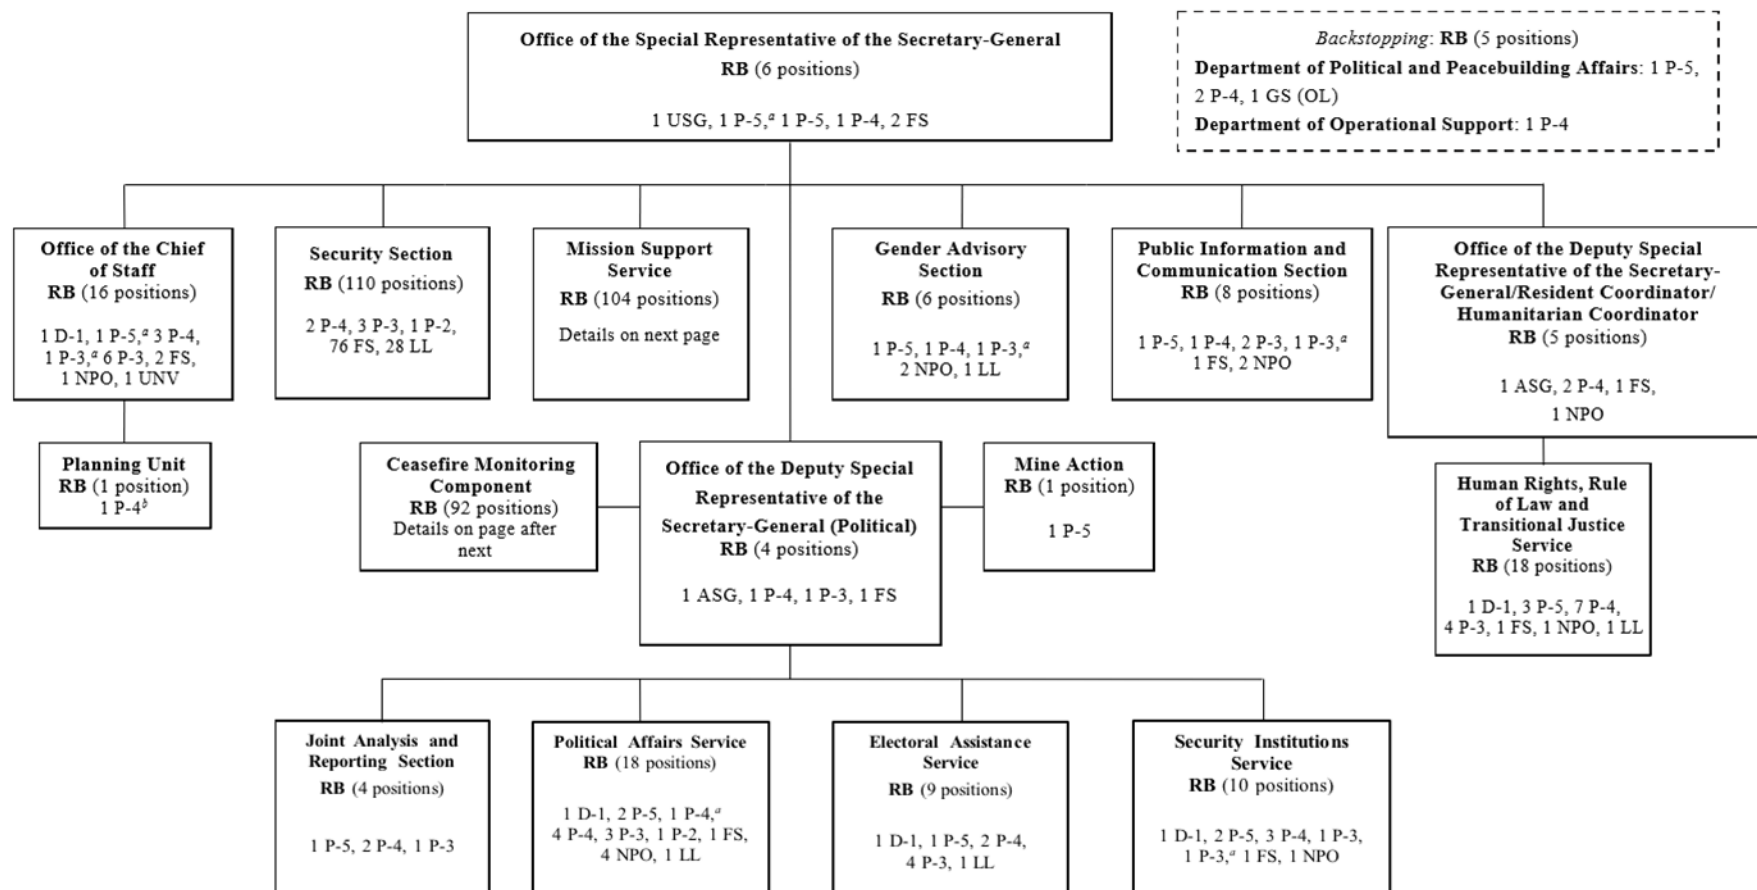 Office of the Special Representative of the Secretary-General
RB (6 positions)
1 USG, 1 P-5,ᵃ 1 P-5, 1 P-4, 2 FS
Backstopping: RB (5 positions)
Department of Political and Peacebuilding Affairs: 1 P-5,
2 P-4, 1 GS (OL)
Department of Operational Support: 1 P-4
Office of the Chief
of Staff
RB (16 positions)
1 D-1, 1 P-5,ᵃ 3 P-4,
1 P-3,ᵃ 6 P-3, 2 FS,
1 NPO, 1 UNV
Security Section
RB (110 positions)
2 P-4, 3 P-3, 1 P-2,
76 FS, 28 LL
Mission Support
Service
RB (104 positions)
Details on next page
Gender Advisory
Section
RB (6 positions)
1 P-5, 1 P-4, 1 P-3,ᵃ
2 NPO, 1 LL
Public Information and
Communication Section
RB (8 positions)
1 P-5, 1 P-4, 2 P-3, 1 P-3,ᵃ
1 FS, 2 NPO
Office of the Deputy Special
Representative of the Secretary-
General/Resident Coordinator/
Humanitarian Coordinator
RB (5 positions)
1 ASG, 2 P-4, 1 FS,
1 NPO
Planning Unit
RB (1 position)
1 P-4ᵇ
Ceasefire Monitoring
Component
RB (92 positions)
Details on page after
next
Office of the Deputy Special
Representative of the
Secretary-General (Political)
RB (4 positions)
1 ASG, 1 P-4, 1 P-3, 1 FS
Mine Action
RB (1 position)
1 P-5
Human Rights, Rule
of Law and
Transitional Justice
Service
RB (18 positions)
1 D-1, 3 P-5, 7 P-4,
4 P-3, 1 FS, 1 NPO, 1 LL
Joint Analysis and
Reporting Section
RB (4 positions)
1 P-5, 2 P-4, 1 P-3
Political Affairs Service
RB (18 positions)
1 D-1, 2 P-5, 1 P-4,ᵃ
4 P-4, 3 P-3, 1 P-2, 1 FS,
4 NPO, 1 LL
Electoral Assistance
Service
RB (9 positions)
1 D-1, 1 P-5, 2 P-4,
4 P-3, 1 LL
Security Institutions
Service
RB (10 positions)
1 D-1, 2 P-5, 3 P-4, 1 P-3,
1 P-3,ᵃ 1 FS, 1 NPO